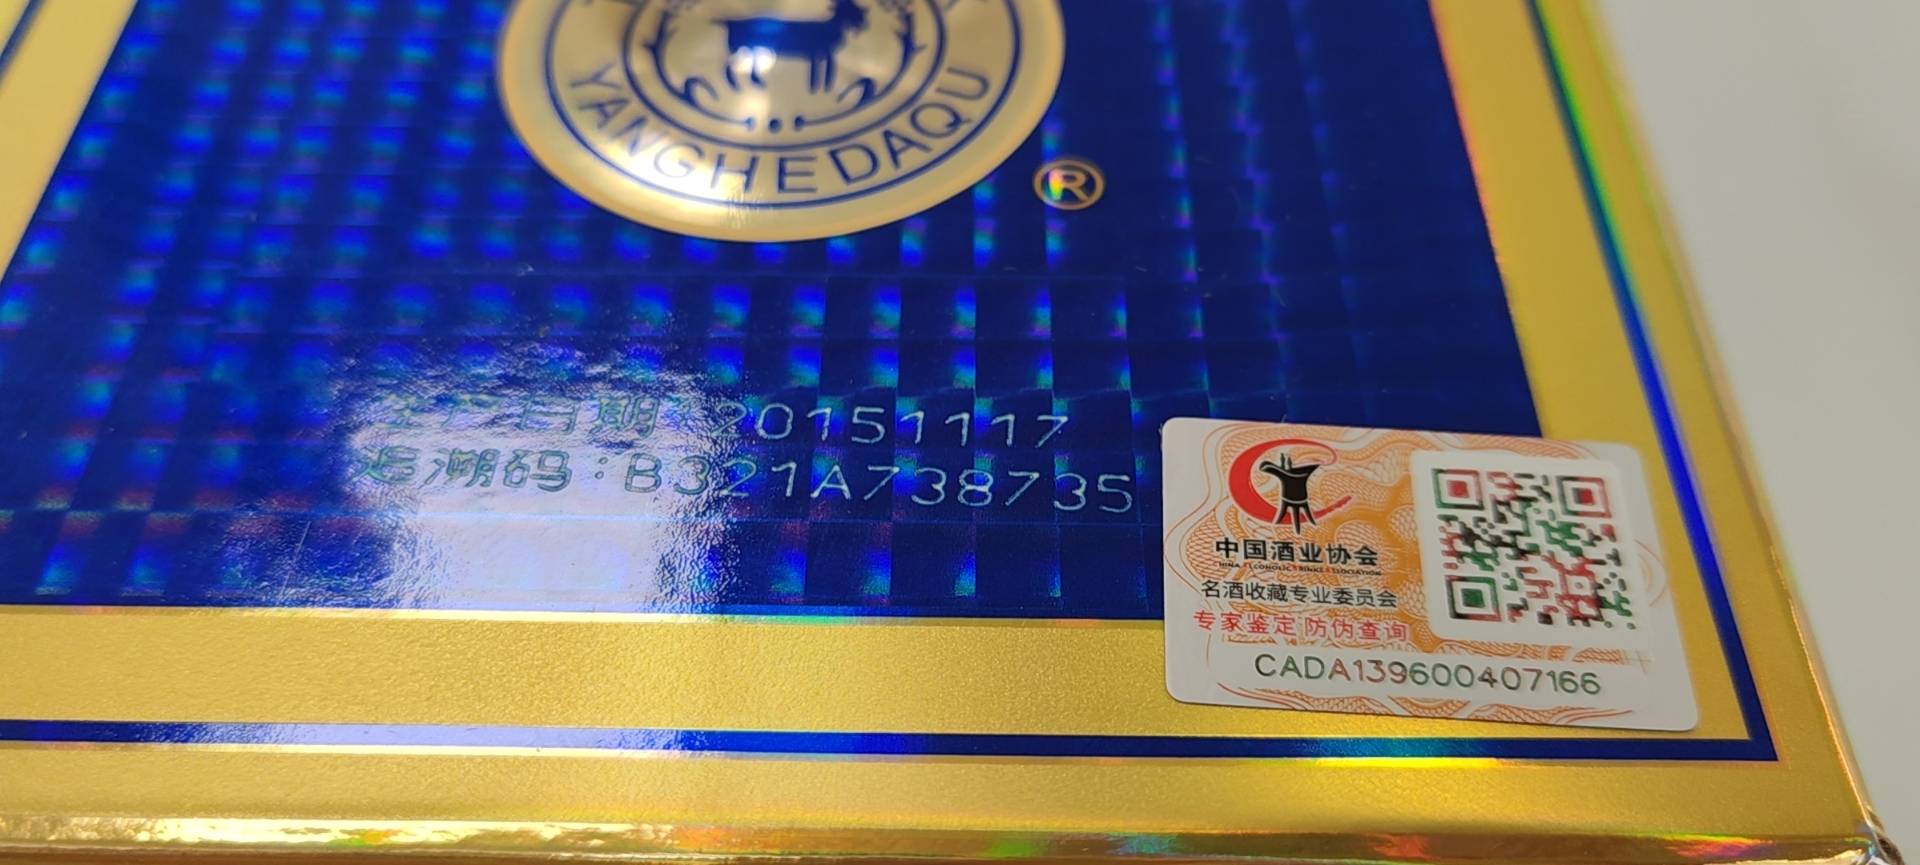 YANGHEDAQU
®
生产日期:20151117
追溯码:B321A738735
中国酒业协会
名酒收藏专业委员会
专家鉴定 防伪查询
CADA139600407166